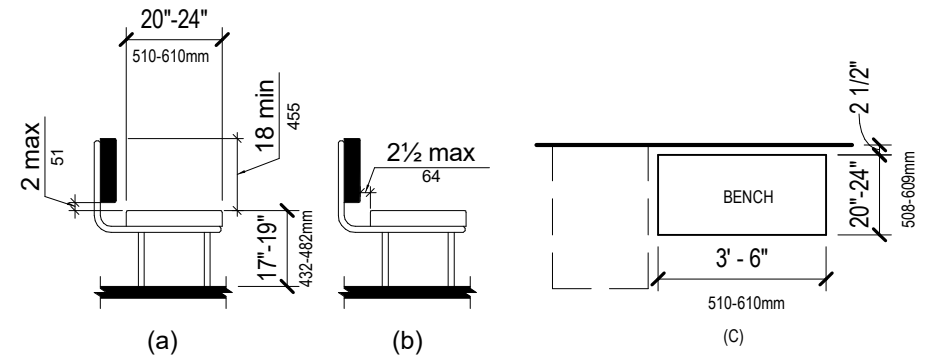 20"-24"
510-610mm
2 max
51
18 min
455
17"-19"
432-482mm
(a)
2½ max
64
(b)
2 1/2"
BENCH
20"-24"
508-609mm
3' - 6"
510-610mm
(C)